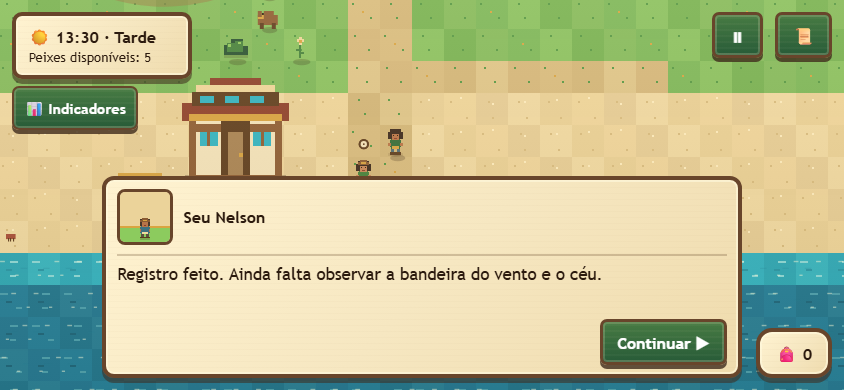 13:30 · Tarde
Peixes disponíveis: 5
Indicadores
Seu Nelson
Registro feito. Ainda falta observar a bandeira do vento e o céu.
Continuar ▶
0